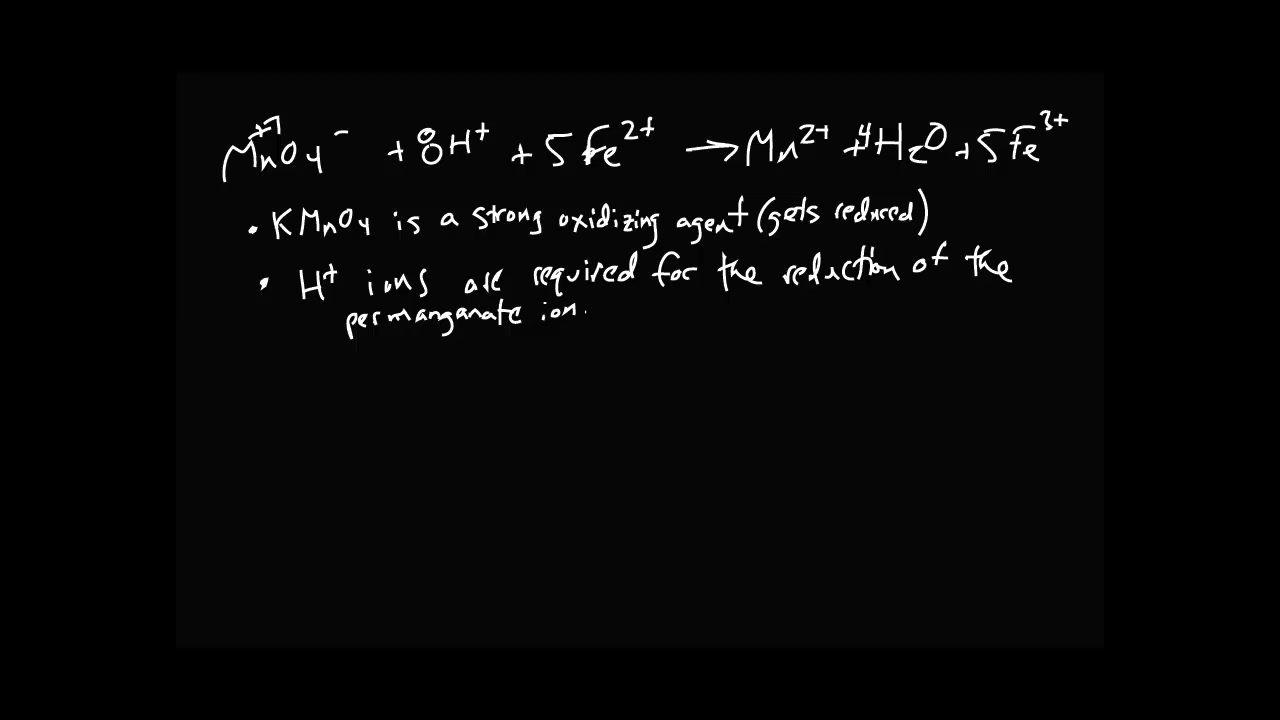 +7
MnO₄⁻ + 8H⁺ + 5Fe²⁺ → Mn²⁺ + 4H₂O + 5Fe³⁺
• KMnO₄ is a strong oxidizing agent (gets reduced)
• H⁺ ions are required for the reduction of the
permanganate ion.